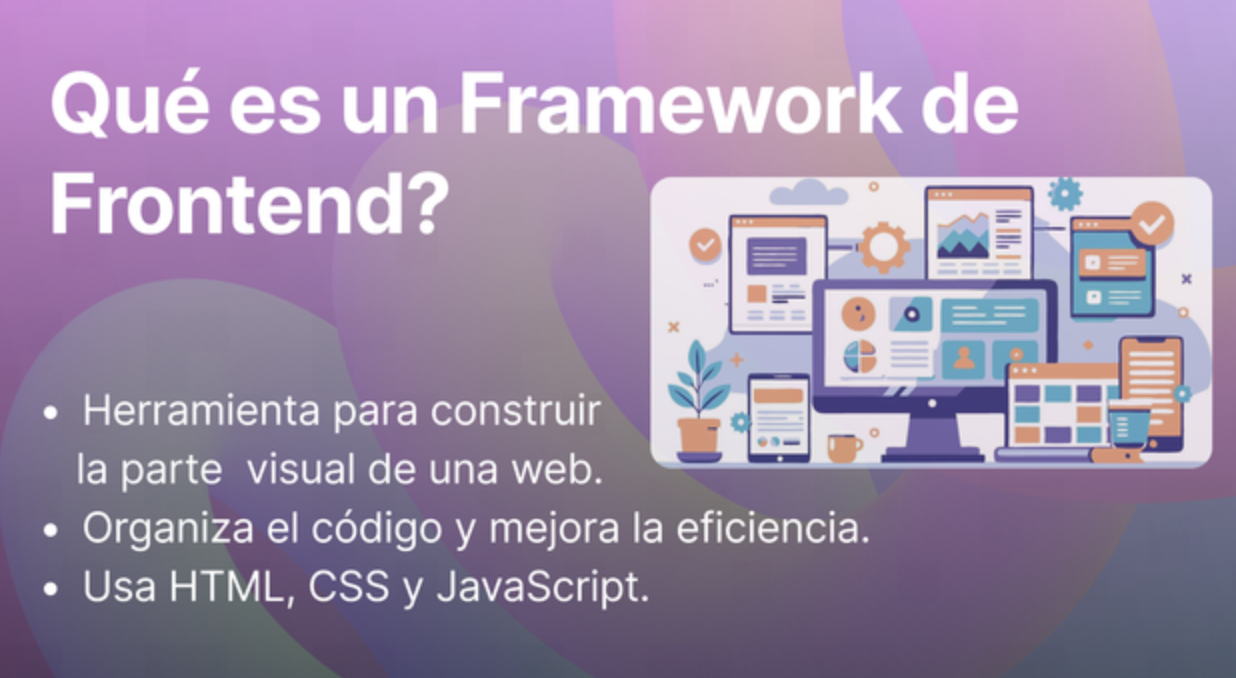 Qué es un Framework de
Frontend?
• Herramienta para construir
la parte  visual de una web.
• Organiza el código y mejora la eficiencia.
• Usa HTML, CSS y JavaScript.